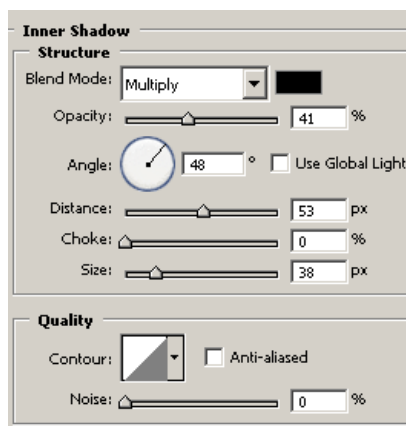 Inner Shadow
Structure
Blend Mode: Multiply
Opacity: 41 %
Angle: 48 ° Use Global Light
Distance: 53 px
Choke: 0 %
Size: 38 px
Quality
Contour: Anti-aliased
Noise: 0 %